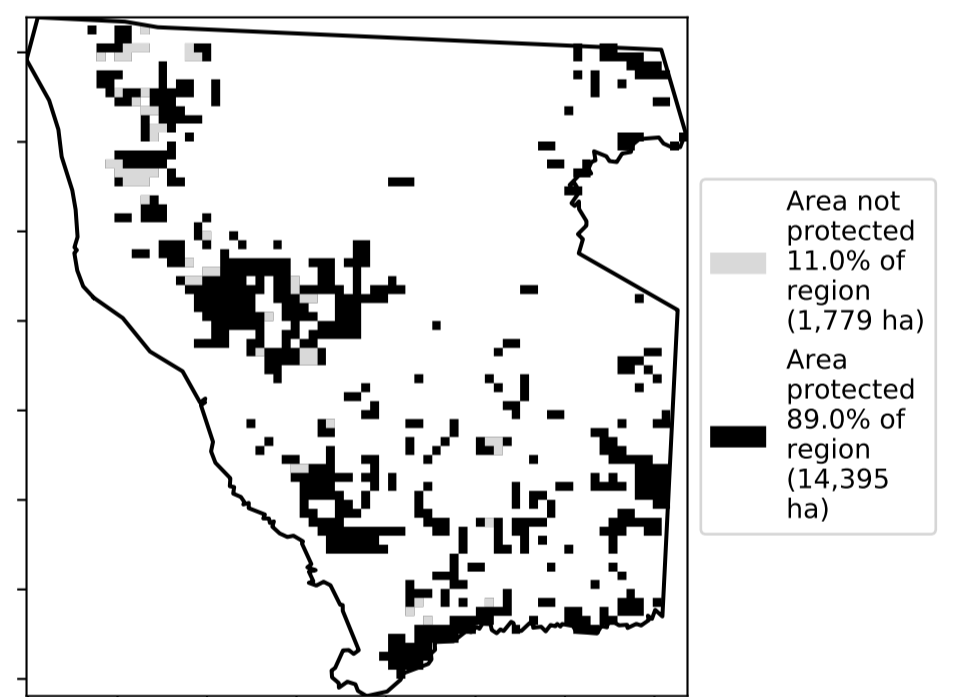 Area not
protected
11.0% of
region
(1,779 ha)
Area
protected
89.0% of
region
(14,395
ha)